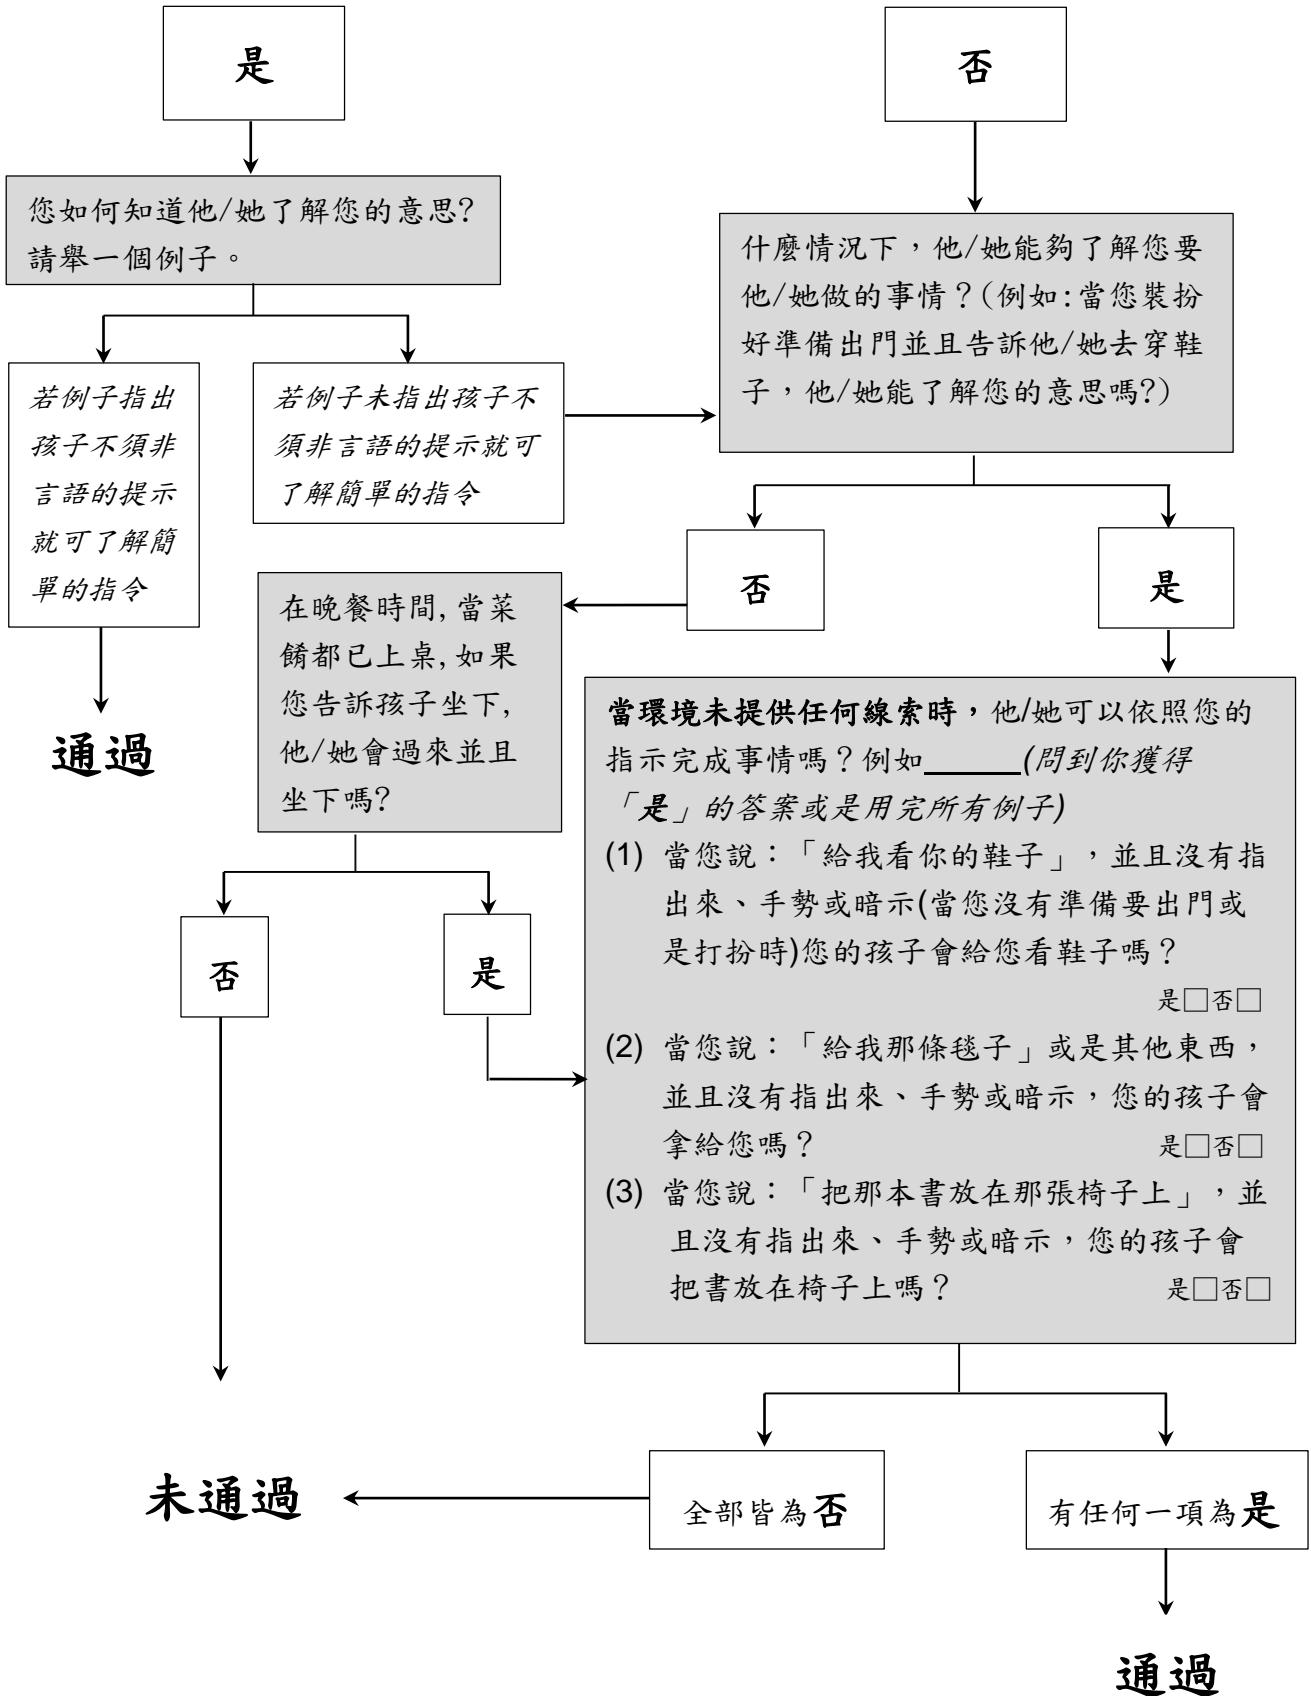 是
否
您如何知道他/她了解您的意思?
請舉一個例子。
什麼情況下，他/她能夠了解您要
他/她做的事情？(例如:當您裝扮
好準備出門並且告訴他/她去穿鞋
子，他/她能了解您的意思嗎?)
若例子指出
孩子不須非
言語的提示
就可了解簡
單的指令
若例子未指出孩子不
須非言語的提示就可
了解簡單的指令
通過
否
是
在晚餐時間,當菜
餚都已上桌,如果
您告訴孩子坐下,
他/她會過來並且
坐下嗎?
否
是
當環境未提供任何線索時，他/她可以依照您的
指示完成事情嗎？例如______(問到你獲得
「是」的答案或是用完所有例子)
(1) 當您說：「給我看你的鞋子」，並且沒有指
出來、手勢或暗示(當您沒有準備要出門或
是打扮時)您的孩子會給您看鞋子嗎？
是□否□
(2) 當您說：「給我那條毯子」或是其他東西，
並且沒有指出來、手勢或暗示，您的孩子會
拿給您嗎？ 是□否□
(3) 當您說：「把那本書放在那張椅子上」，並
且沒有指出來、手勢或暗示，您的孩子會
把書放在椅子上嗎？ 是□否□
未通過
全部皆為否
有任何一項為是
通過